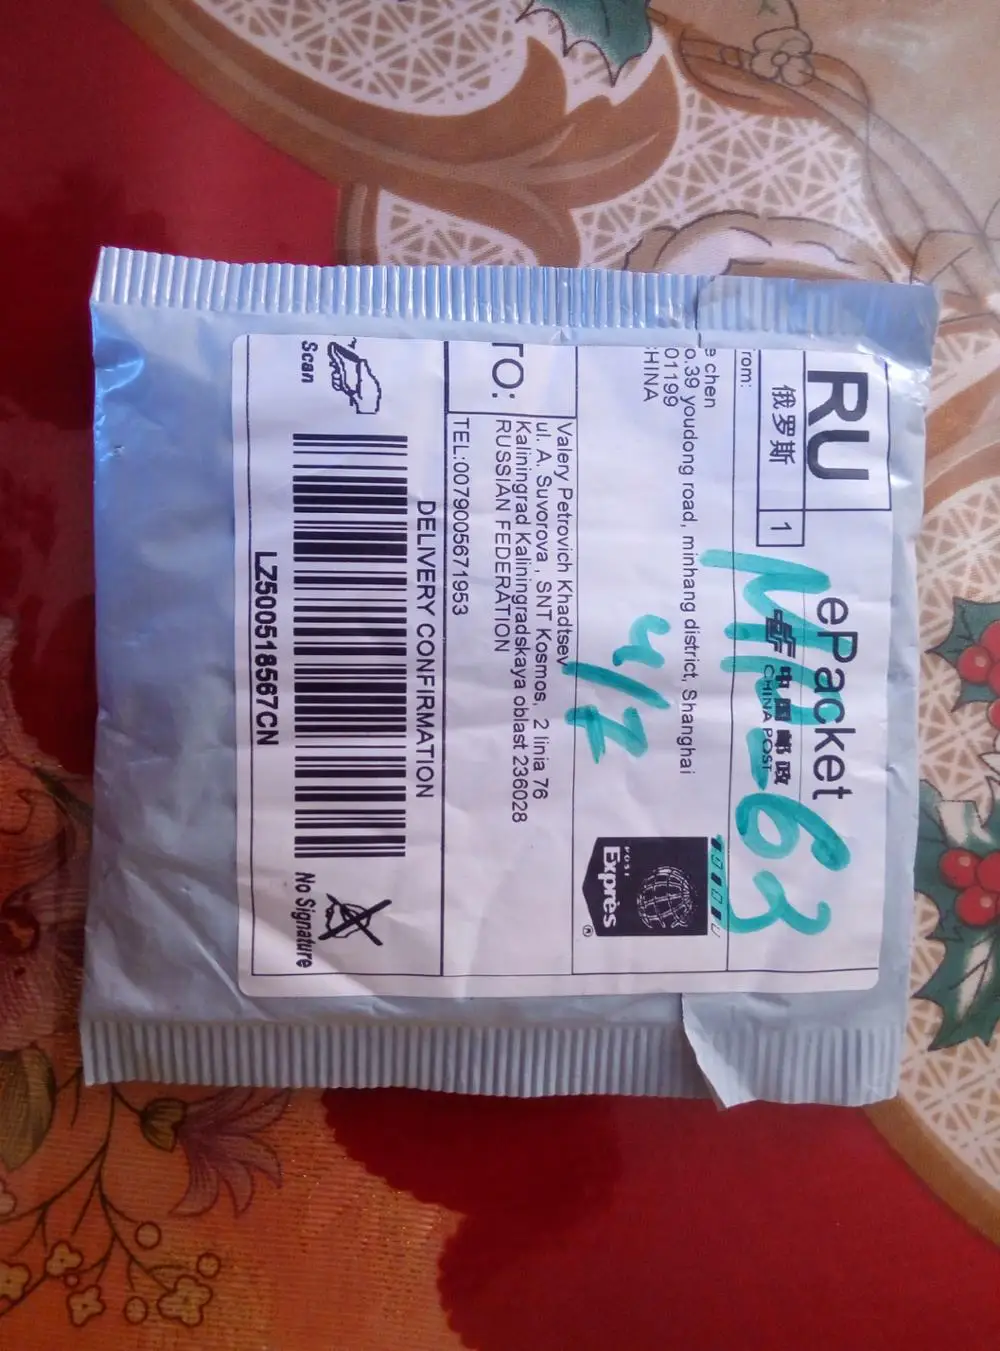 RU
俄罗斯 1
ePacket
中国邮政
CHINA POST
63
rom:
e chen
o.39 youdong road, minhang district, Shanghai
01199
HINA
POST
Exprès
®
TO:
Valery Petrovich Khadtsev
ul. A. Suvorova , SNT Kosmos, 2 linia 76
Kaliningrad Kaliningradskaya oblast 236028
RUSSIAN FEDERATION
TEL:0079005671953
DELIVERY CONFIRMATION
Scan
No Signature
LZ500518567CN